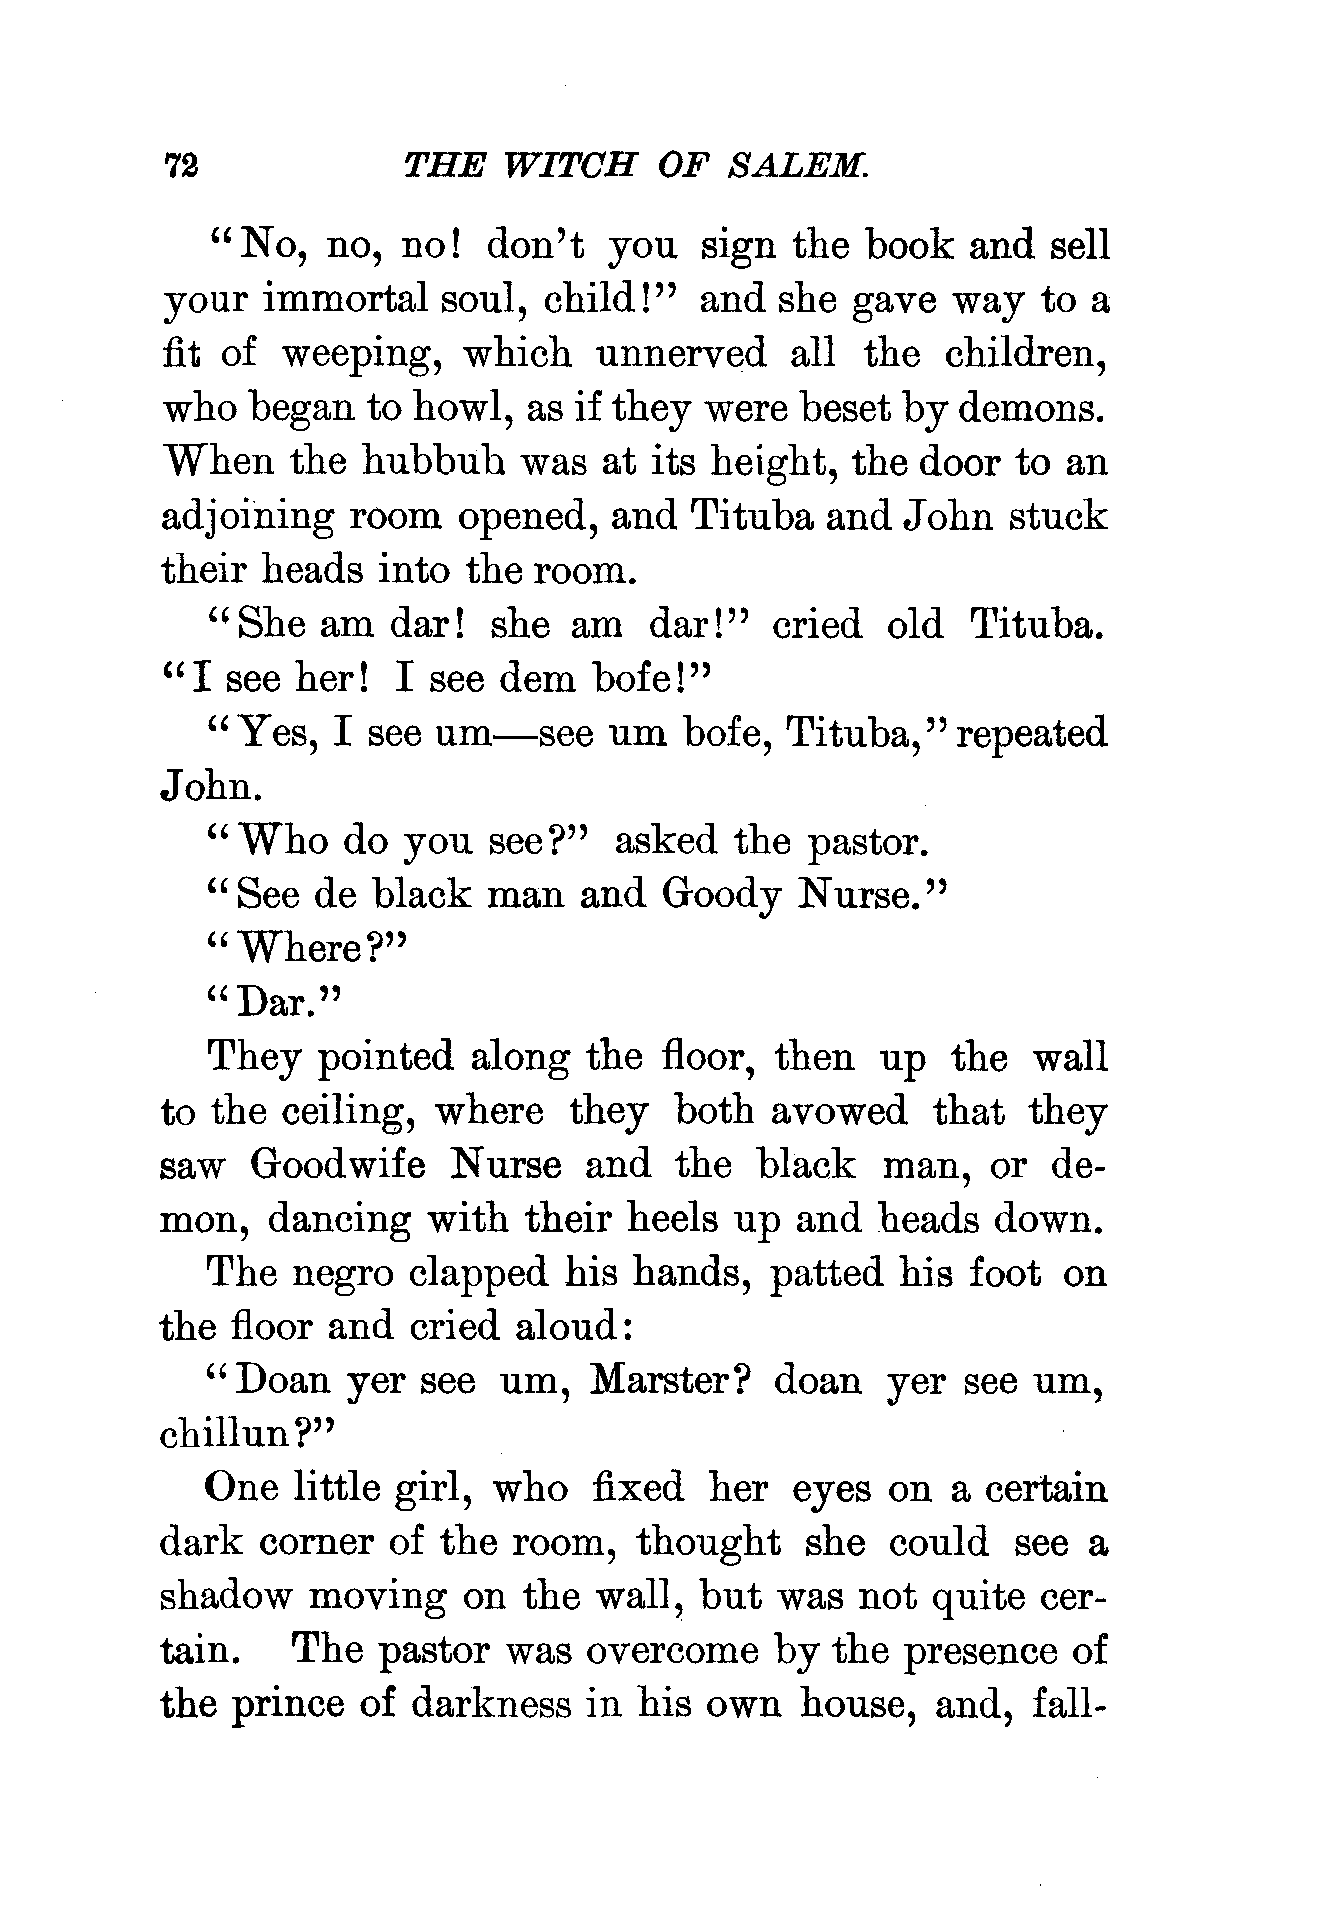 72 THE WITCH OF SALEM.
"No, no, no! don't you sign the book and sell
your immortal soul, child!" and she gave way to a
fit of weeping, which unnerved all the children,
who began to howl, as if they were beset by demons.
When the hubbub was at its height, the door to an
adjoining room opened, and Tituba and John stuck
their heads into the room.
"She am dar! she am dar!" cried old Tituba.
"I see her! I see dem bofe!"
"Yes, I see um—see um bofe, Tituba," repeated
John.
"Who do you see?" asked the pastor.
"See de black man and Goody Nurse."
"Where?"
"Dar."
They pointed along the floor, then up the wall
to the ceiling, where they both avowed that they
saw Goodwife Nurse and the black man, or de-
mon, dancing with their heels up and heads down.
The negro clapped his hands, patted his foot on
the floor and cried aloud:
"Doan yer see um, Marster? doan yer see um,
chillun?"
One little girl, who fixed her eyes on a certain
dark corner of the room, thought she could see a
shadow moving on the wall, but was not quite cer-
tain. The pastor was overcome by the presence of
the prince of darkness in his own house, and, fall-